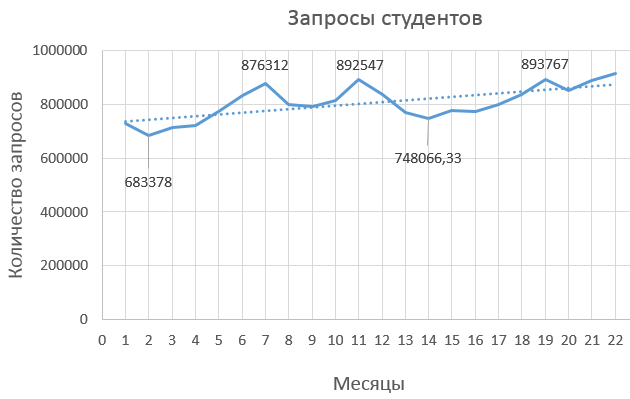 Запросы студентов
Количество запросов
1000000
800000
600000
400000
200000
0
876312
892547
893767
683378
748066,33
0 1 2 3 4 5 6 7 8 9 10 11 12 13 14 15 16 17 18 19 20 21 22
Месяцы